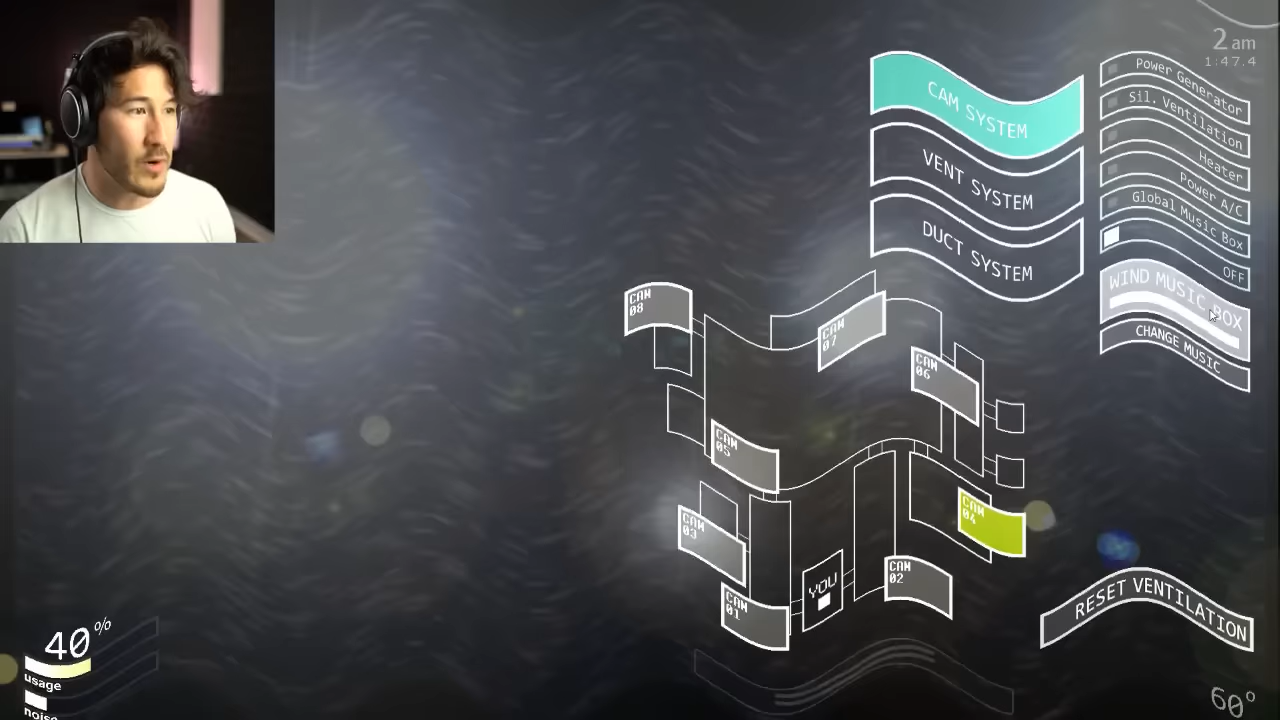 2 am
1:47.4
Power Generator
Sil. Ventilation
Heater
Power A/C
Global Music Box
OFF
WIND MUSIC BOX
CHANGE MUSIC
CAM SYSTEM
VENT SYSTEM
DUCT SYSTEM
CAM
08
CAM
07
CAM
06
CAM
05
CAM
04
CAM
03
CAM
02
CAM
01
YOU
RESET VENTILATION
40%
usage
noise
60°